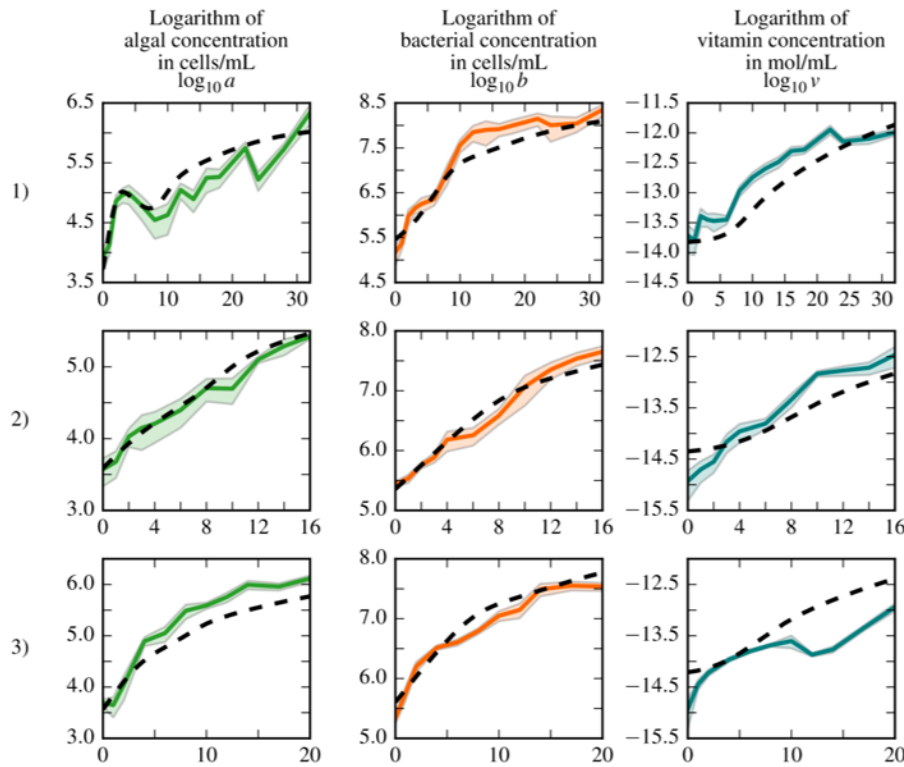 Logarithm of
algal concentration
in cells/mL
log₁₀ a
Logarithm of
bacterial concentration
in cells/mL
log₁₀ b
Logarithm of
vitamin concentration
in mol/mL
log₁₀ v
1)
6.5
5.5
4.5
3.5
0 10 20 30
8.5
7.5
6.5
5.5
4.5
0 5 10 15 20 25 30
−11.5
−12.0
−13.0
−13.5
−14.0
−14.5
0 5 10 15 20 25 30
2)
5.0
4.0
3.0
0 4 8 12 16
8.0
7.0
6.0
5.0
0 4 8 12 16
−12.5
−13.5
−14.5
−15.5
0 4 8 12 16
3)
6.0
5.0
4.0
3.0
0 10 20
8.0
7.0
6.0
5.0
0 10 20
−12.5
−13.5
−14.5
−15.5
0 10 20